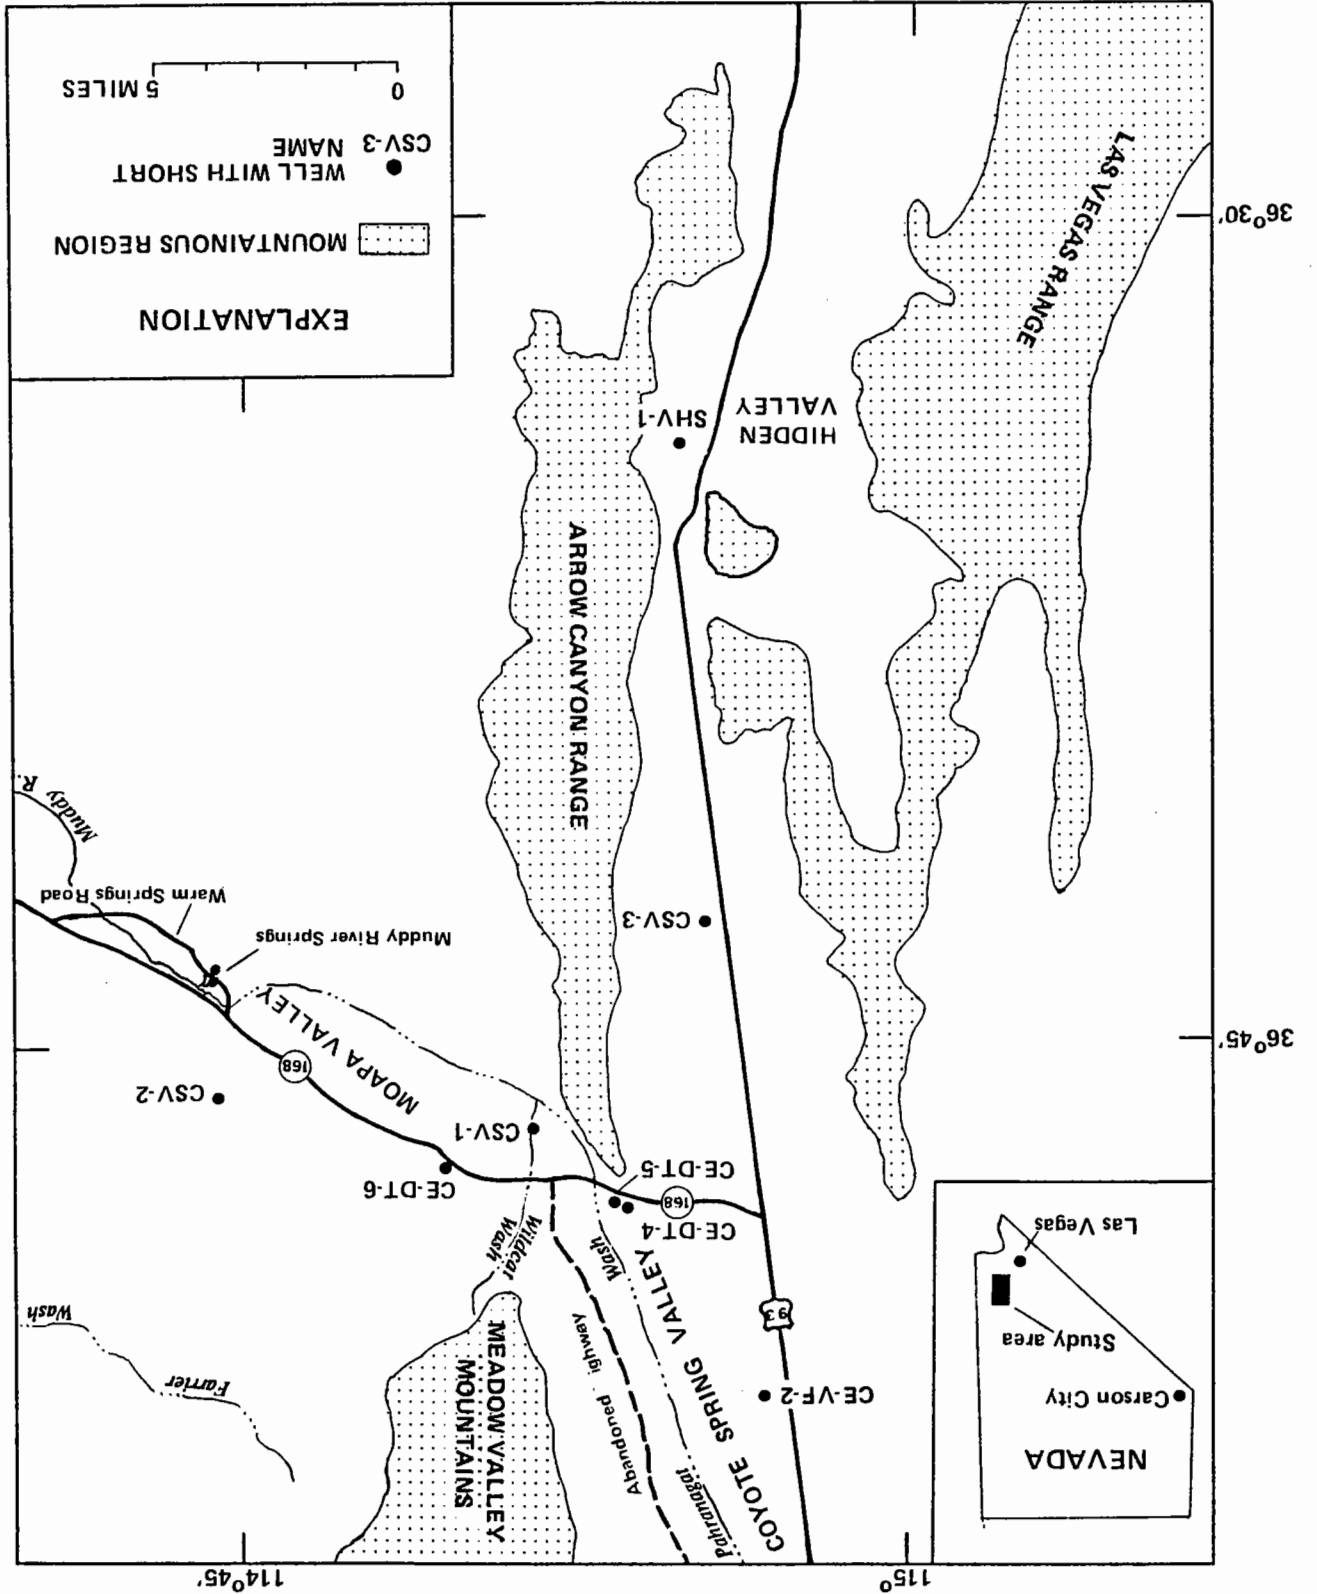 115°
114°45'
NEVADA
Carson City
Study area
Las Vegas
COYOTE SPRING VALLEY
Pahranagat
Wash
Abandoned ighway
MEADOW VALLEY
MOUNTAINS
Farrier
Wash
CE-VF-2
93
Wildcat
Wash
CE-DT-4
168
CE-DT-5
CE-DT-6
CSV-1
CSV-2
168
MOAPA VALLEY
36°45'
Muddy River Springs
Warm Springs Road
Muddy R.
CSV-3
ARROW CANYON RANGE
HIDDEN
VALLEY
SHV-1
LAS VEGAS RANGE
36°30'
EXPLANATION
MOUNTAINOUS REGION
WELL WITH SHORT
NAME
CSV-3
0
5 MILES